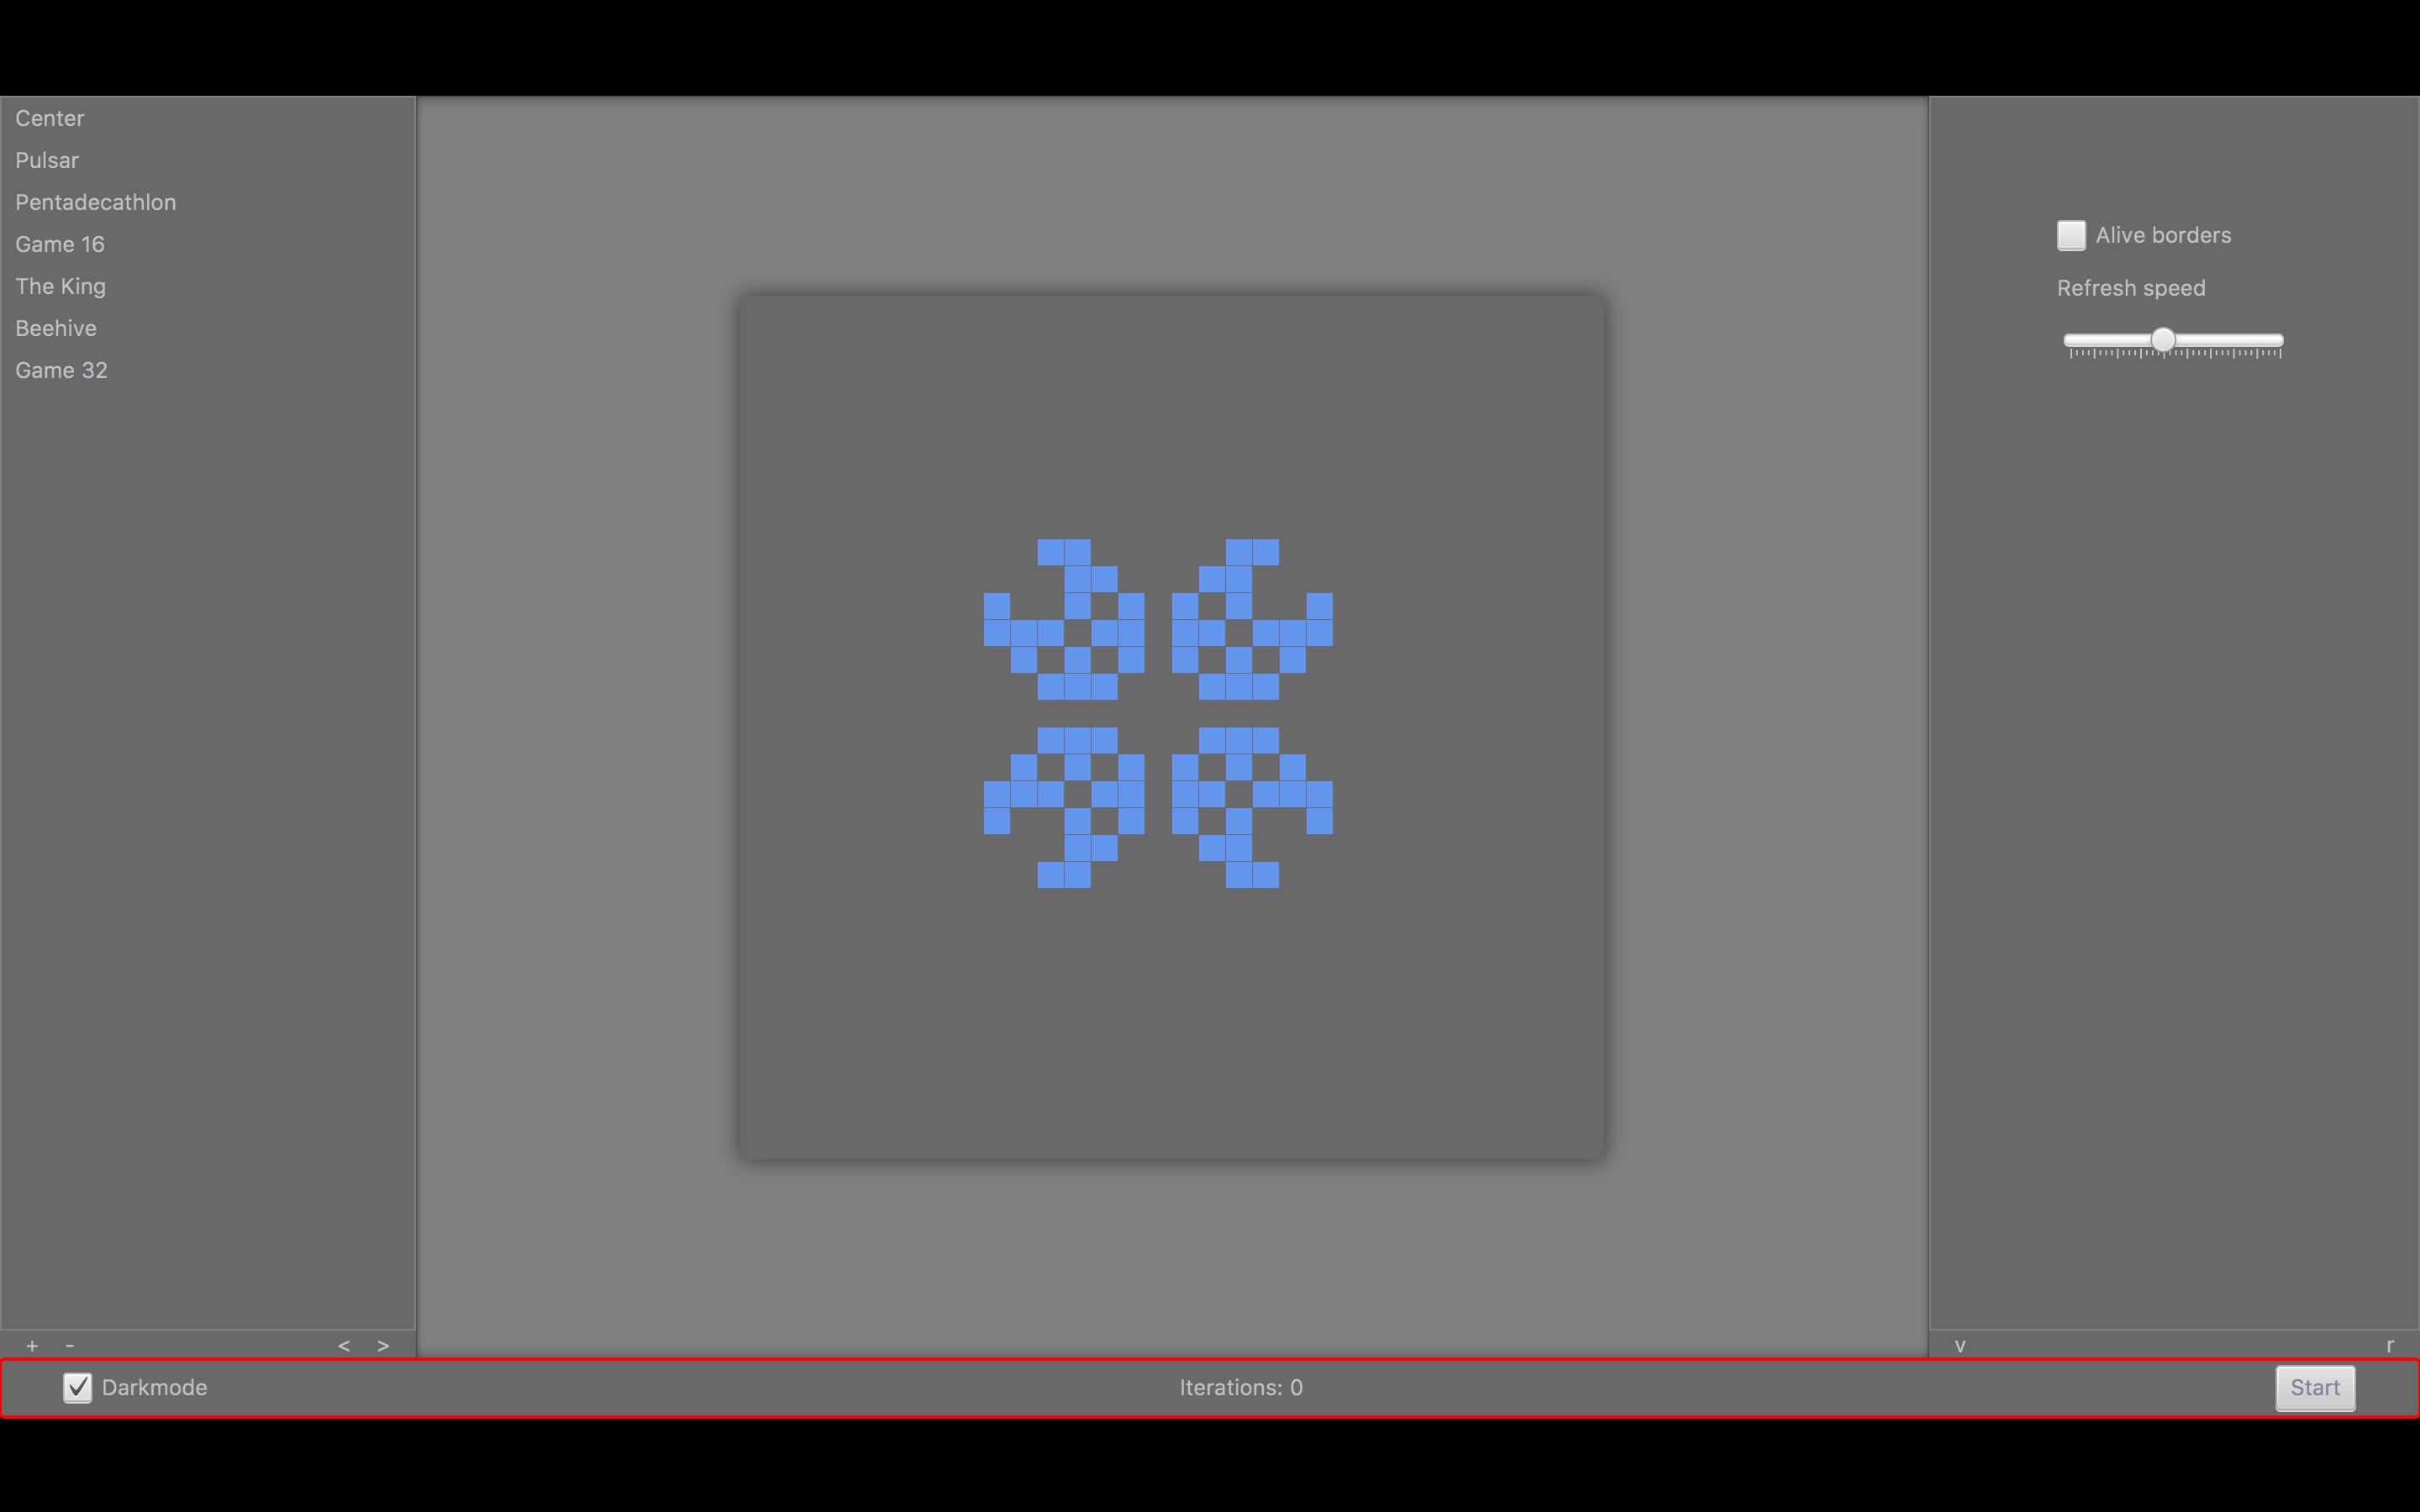 Center
Pulsar
Pentadecathlon
Game 16
The King
Beehive
Game 32
+ - < >
Alive borders
Refresh speed
v r
Darkmode
Iterations: 0
Start